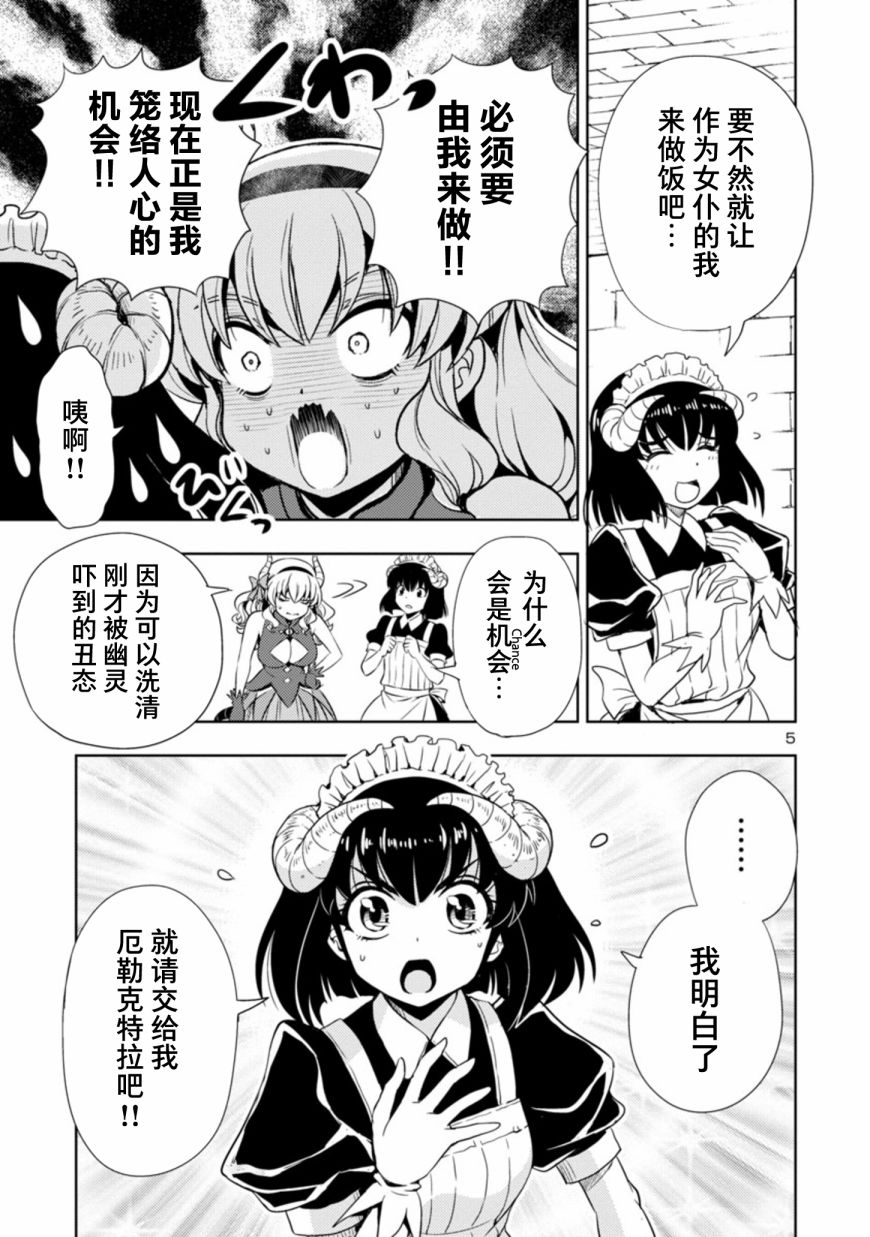 要不然就让
作为女仆的我
来做饭吧…
必须要
由我来做!!
くわっ
现在正是我
笼络人心的
机会!!
咦啊!!
びくっ
为什么
会是机会…
Chance
因为可以洗清
刚才被幽灵
吓到的丑态
5
……
我明白了
就请交给我
厄勒克特拉吧!!